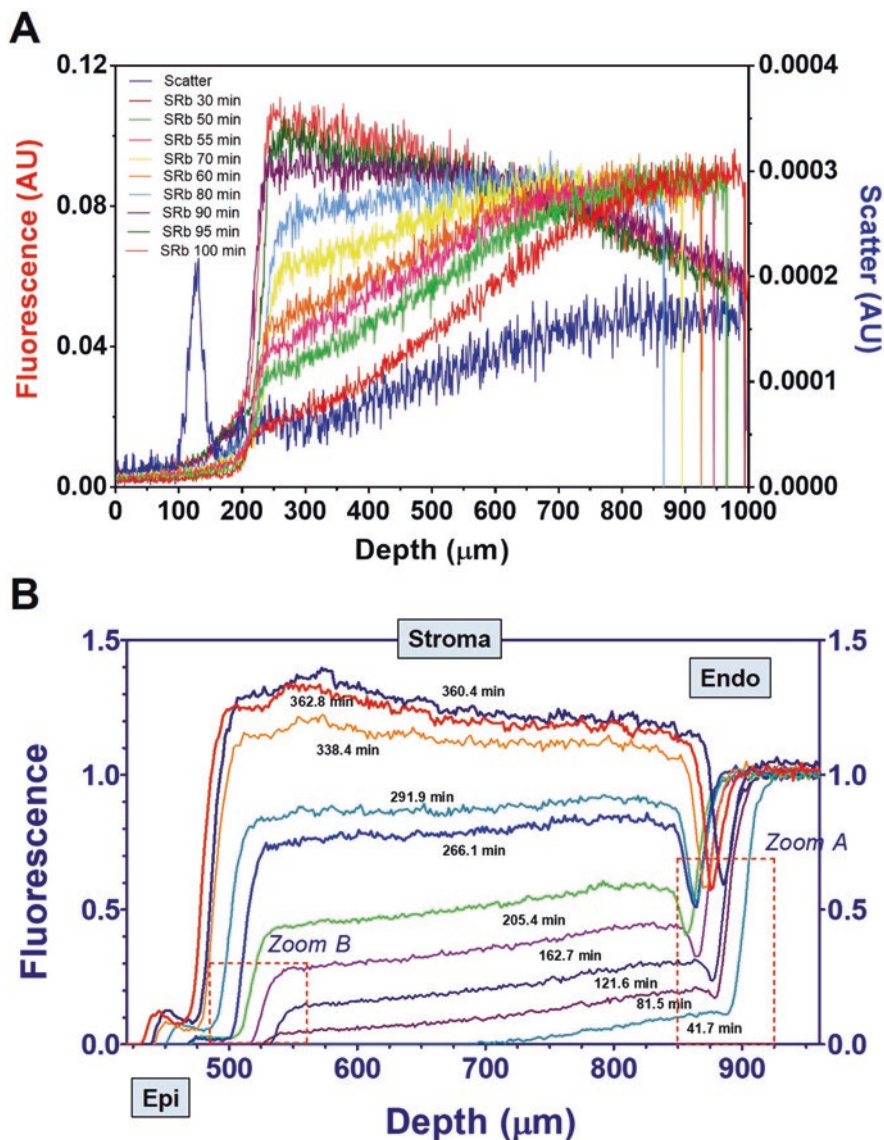 A
Fluorescence (AU)
0.12
0.08
0.04
0.00
Scatter
SRb 30 min
SRb 50 min
SRb 55 min
SRb 70 min
SRb 60 min
SRb 80 min
SRb 90 min
SRb 95 min
SRb 100 min
0.0004
0.0003
0.0002
0.0001
0.0000
Scatter (AU)
0 100 200 300 400 500 600 700 800 900 1000
Depth (μm)
B
Fluorescence
1.5
1.0
0.5
0.0
Stroma
Endo
362.8 min
360.4 min
338.4 min
291.9 min
266.1 min
205.4 min
162.7 min
121.6 min
81.5 min
41.7 min
Zoom A
Zoom B
1.5
1.0
0.5
0.0
Epi
500 600 700 800 900
Depth (μm)